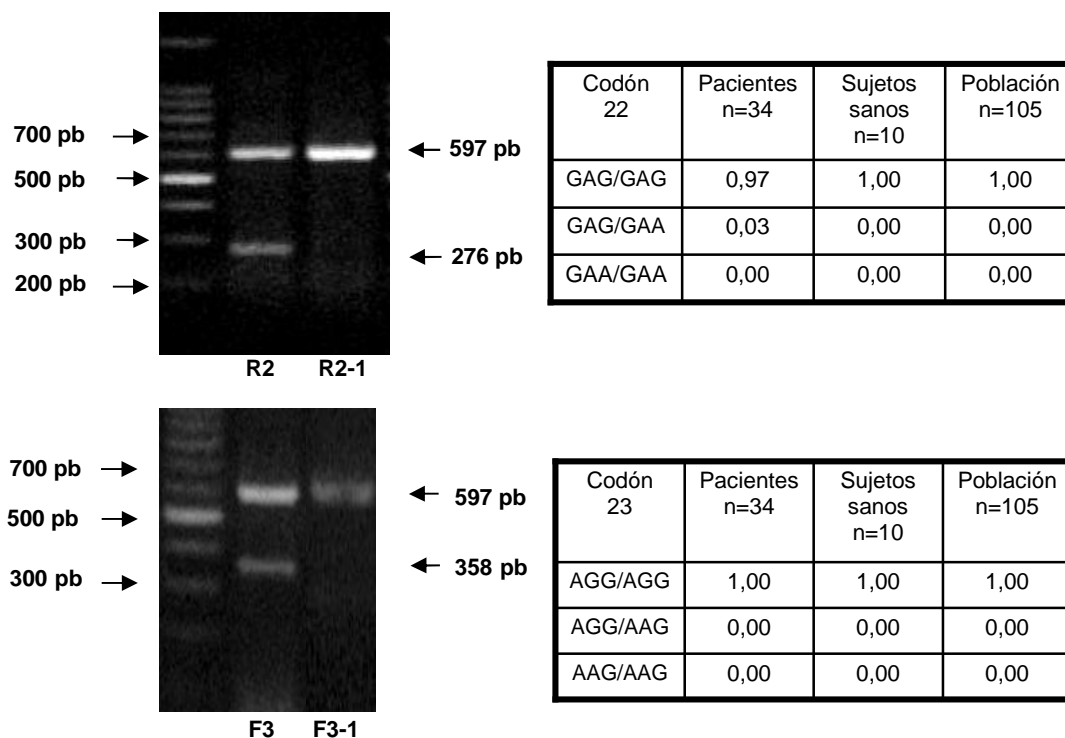 700 pb
500 pb
300 pb
200 pb
597 pb
276 pb
R2 R2-1
Codón 22 Pacientes n=34 Sujetos sanos n=10 Población n=105
GAG/GAG 0,97 1,00 1,00
GAG/GAA 0,03 0,00 0,00
GAA/GAA 0,00 0,00 0,00
700 pb
500 pb
300 pb
597 pb
358 pb
F3 F3-1
Codón 23 Pacientes n=34 Sujetos sanos n=10 Población n=105
AGG/AGG 1,00 1,00 1,00
AGG/AAG 0,00 0,00 0,00
AAG/AAG 0,00 0,00 0,00